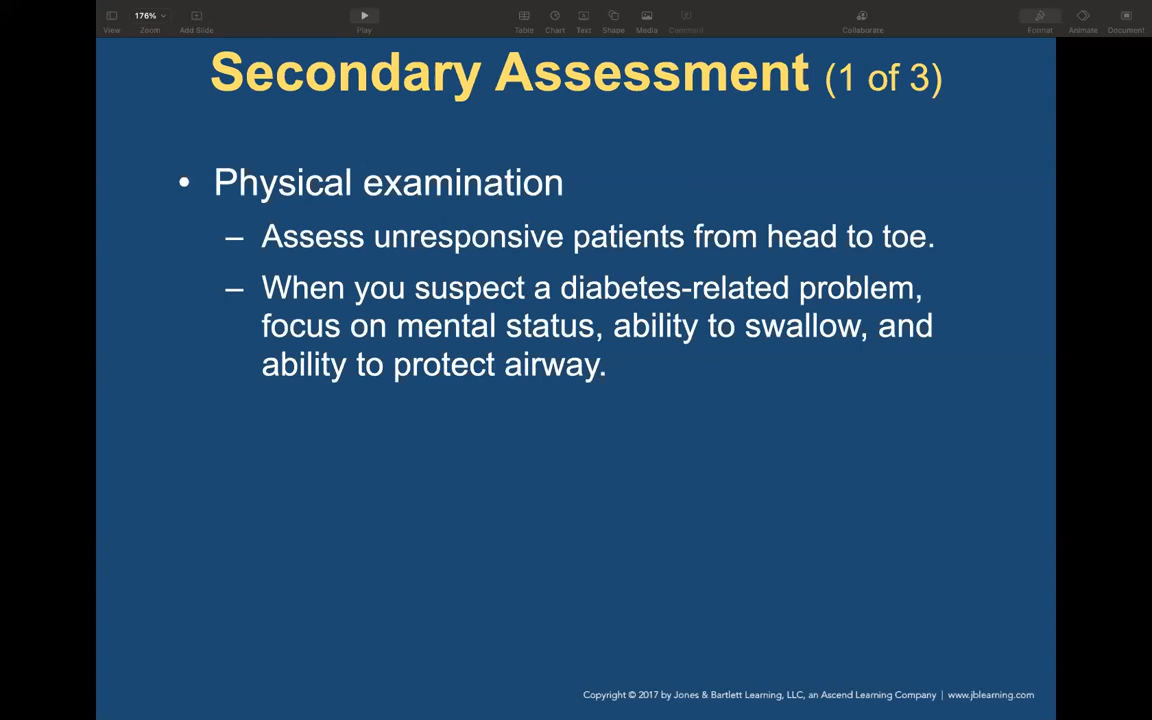 176%
View Zoom Add Slide Play Table Chart Text Shape Media Comment Collaborate Format Animate Document
Secondary Assessment (1 of 3)
• Physical examination
– Assess unresponsive patients from head to toe.
– When you suspect a diabetes-related problem,
focus on mental status, ability to swallow, and
ability to protect airway.
Copyright © 2017 by Jones & Bartlett Learning, LLC, an Ascend Learning Company | www.jblearning.com